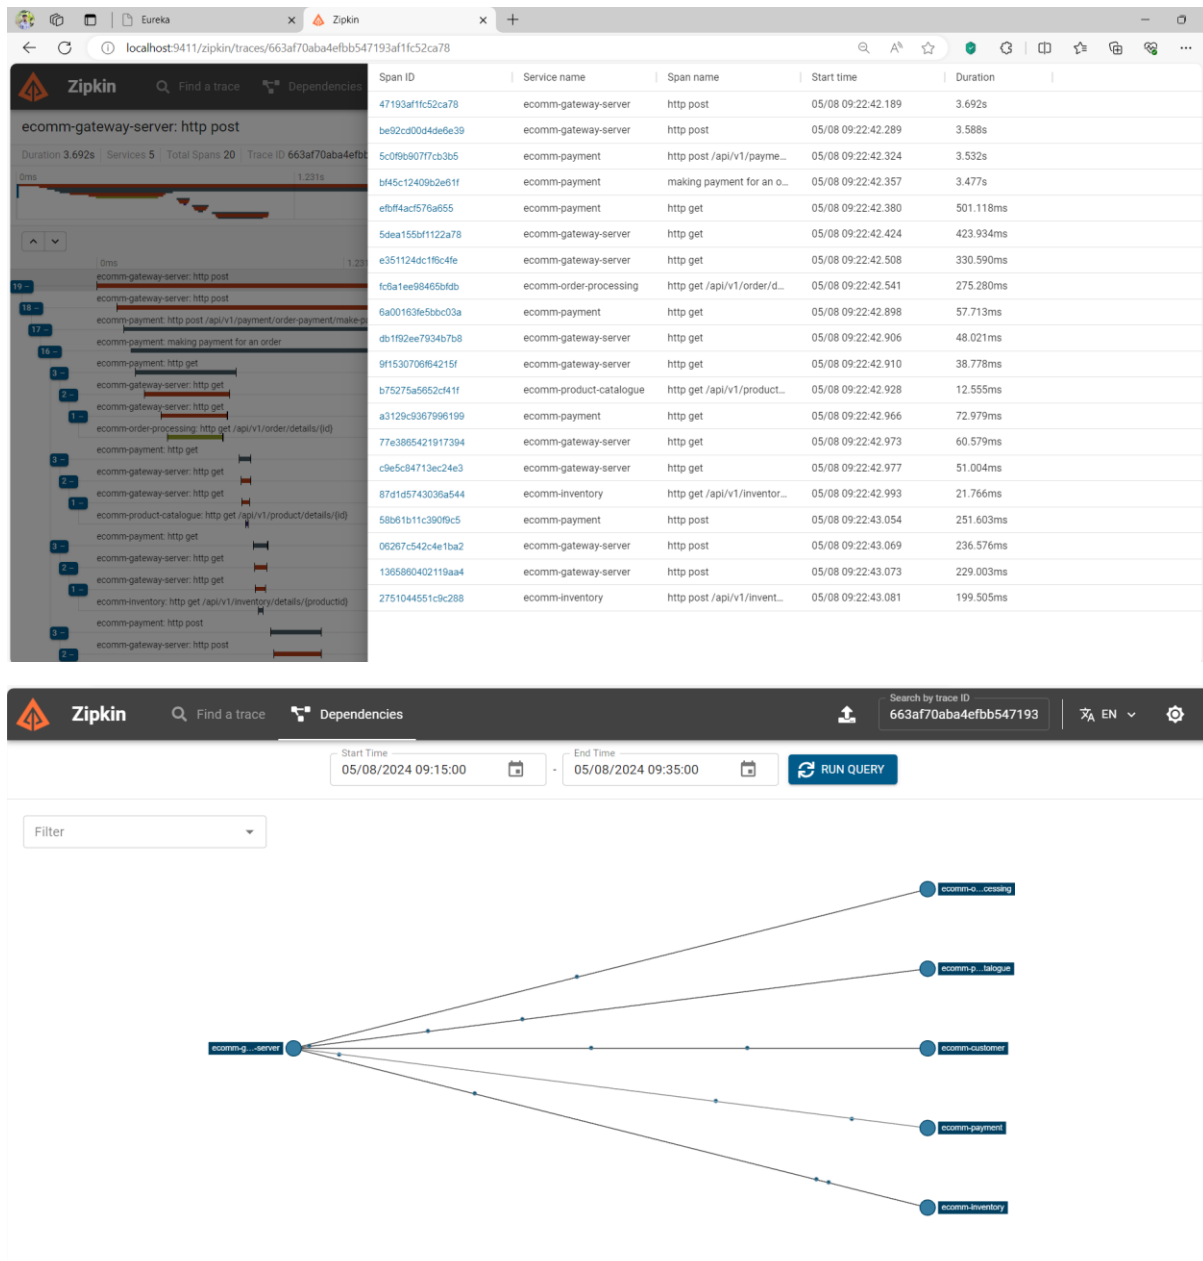 Eureka
Zipkin
localhost:9411/zipkin/traces/663af70aba4efbb547193af1fc52ca78
Zipkin Find a trace Dependencies
ecomm-gateway-server: http post
Duration 3.692s Services 5 Total Spans 20 Trace ID 663af70aba4efbb
0ms 1.231s
0ms 1.23
ecomm-gateway-server: http post
19 –
ecomm-gateway-server: http post
18 –
ecomm-payment: http post /api/v1/payment/order-payment/make-p
17 –
ecomm-payment: making payment for an order
16 –
ecomm-payment: http get
3 –
ecomm-gateway-server: http get
2 –
ecomm-gateway-server: http get
1 –
ecomm-order-processing: http get /api/v1/order/details/{id}
ecomm-payment: http get
3 –
ecomm-gateway-server: http get
2 –
ecomm-gateway-server: http get
1 –
ecomm-product-catalogue: http get /api/v1/product/details/{id}
ecomm-payment: http get
3 –
ecomm-gateway-server: http get
2 –
ecomm-gateway-server: http get
1 –
ecomm-inventory: http get /api/v1/inventory/details/{productid}
ecomm-payment: http post
3 –
ecomm-gateway-server: http post
2 –
Span ID Service name Span name Start time Duration
47193af1fc52ca78 ecomm-gateway-server http post 05/08 09:22:42.189 3.692s
be92cd00d4de6e39 ecomm-gateway-server http post 05/08 09:22:42.289 3.588s
5c0f9b907f7cb3b5 ecomm-payment http post /api/v1/payme... 05/08 09:22:42.324 3.532s
bf45c12409b2e61f ecomm-payment making payment for an o... 05/08 09:22:42.357 3.477s
efbff4acf576a655 ecomm-payment http get 05/08 09:22:42.380 501.118ms
5dea155bf1122a78 ecomm-gateway-server http get 05/08 09:22:42.424 423.934ms
e351124dc1f6c4fe ecomm-gateway-server http get 05/08 09:22:42.508 330.590ms
fc6a1ee98465bfdb ecomm-order-processing http get /api/v1/order/d... 05/08 09:22:42.541 275.280ms
6a00163fe5bbc03a ecomm-payment http get 05/08 09:22:42.898 57.713ms
db1f92ee7934b7b8 ecomm-gateway-server http get 05/08 09:22:42.906 48.021ms
9f1530706f64215f ecomm-gateway-server http get 05/08 09:22:42.910 38.778ms
b75275a5652cf41f ecomm-product-catalogue http get /api/v1/product... 05/08 09:22:42.928 12.555ms
a3129c9367996199 ecomm-payment http get 05/08 09:22:42.966 72.979ms
77e3865421917394 ecomm-gateway-server http get 05/08 09:22:42.973 60.579ms
c9e5c84713ec24e3 ecomm-gateway-server http get 05/08 09:22:42.977 51.004ms
87d1d5743036a544 ecomm-inventory http get /api/v1/inventor... 05/08 09:22:42.993 21.766ms
58b61b11c390f9c5 ecomm-payment http post 05/08 09:22:43.054 251.603ms
06267c542c4e1ba2 ecomm-gateway-server http post 05/08 09:22:43.069 236.576ms
1365860402119aa4 ecomm-gateway-server http post 05/08 09:22:43.073 229.003ms
2751044551c9c288 ecomm-inventory http post /api/v1/invent... 05/08 09:22:43.081 199.505ms
Zipkin Find a trace Dependencies
Search by trace ID
663af70aba4efbb547193
EN
Start Time
05/08/2024 09:15:00
-
End Time
05/08/2024 09:35:00
RUN QUERY
Filter
ecomm-o...cessing
ecomm-p...talogue
ecomm-g...-server
ecomm-customer
ecomm-payment
ecomm-inventory